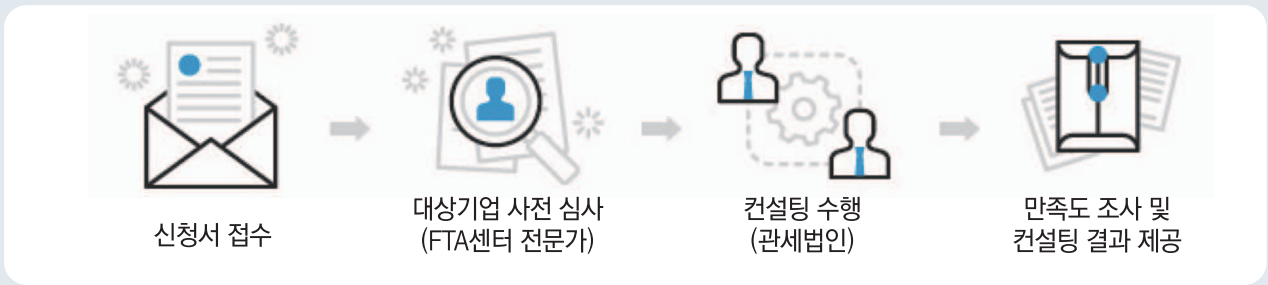 신청서 접수
대상기업 사전 심사
(FTA센터 전문가)
컨설팅 수행
(관세법인)
만족도 조사 및
컨설팅 결과 제공